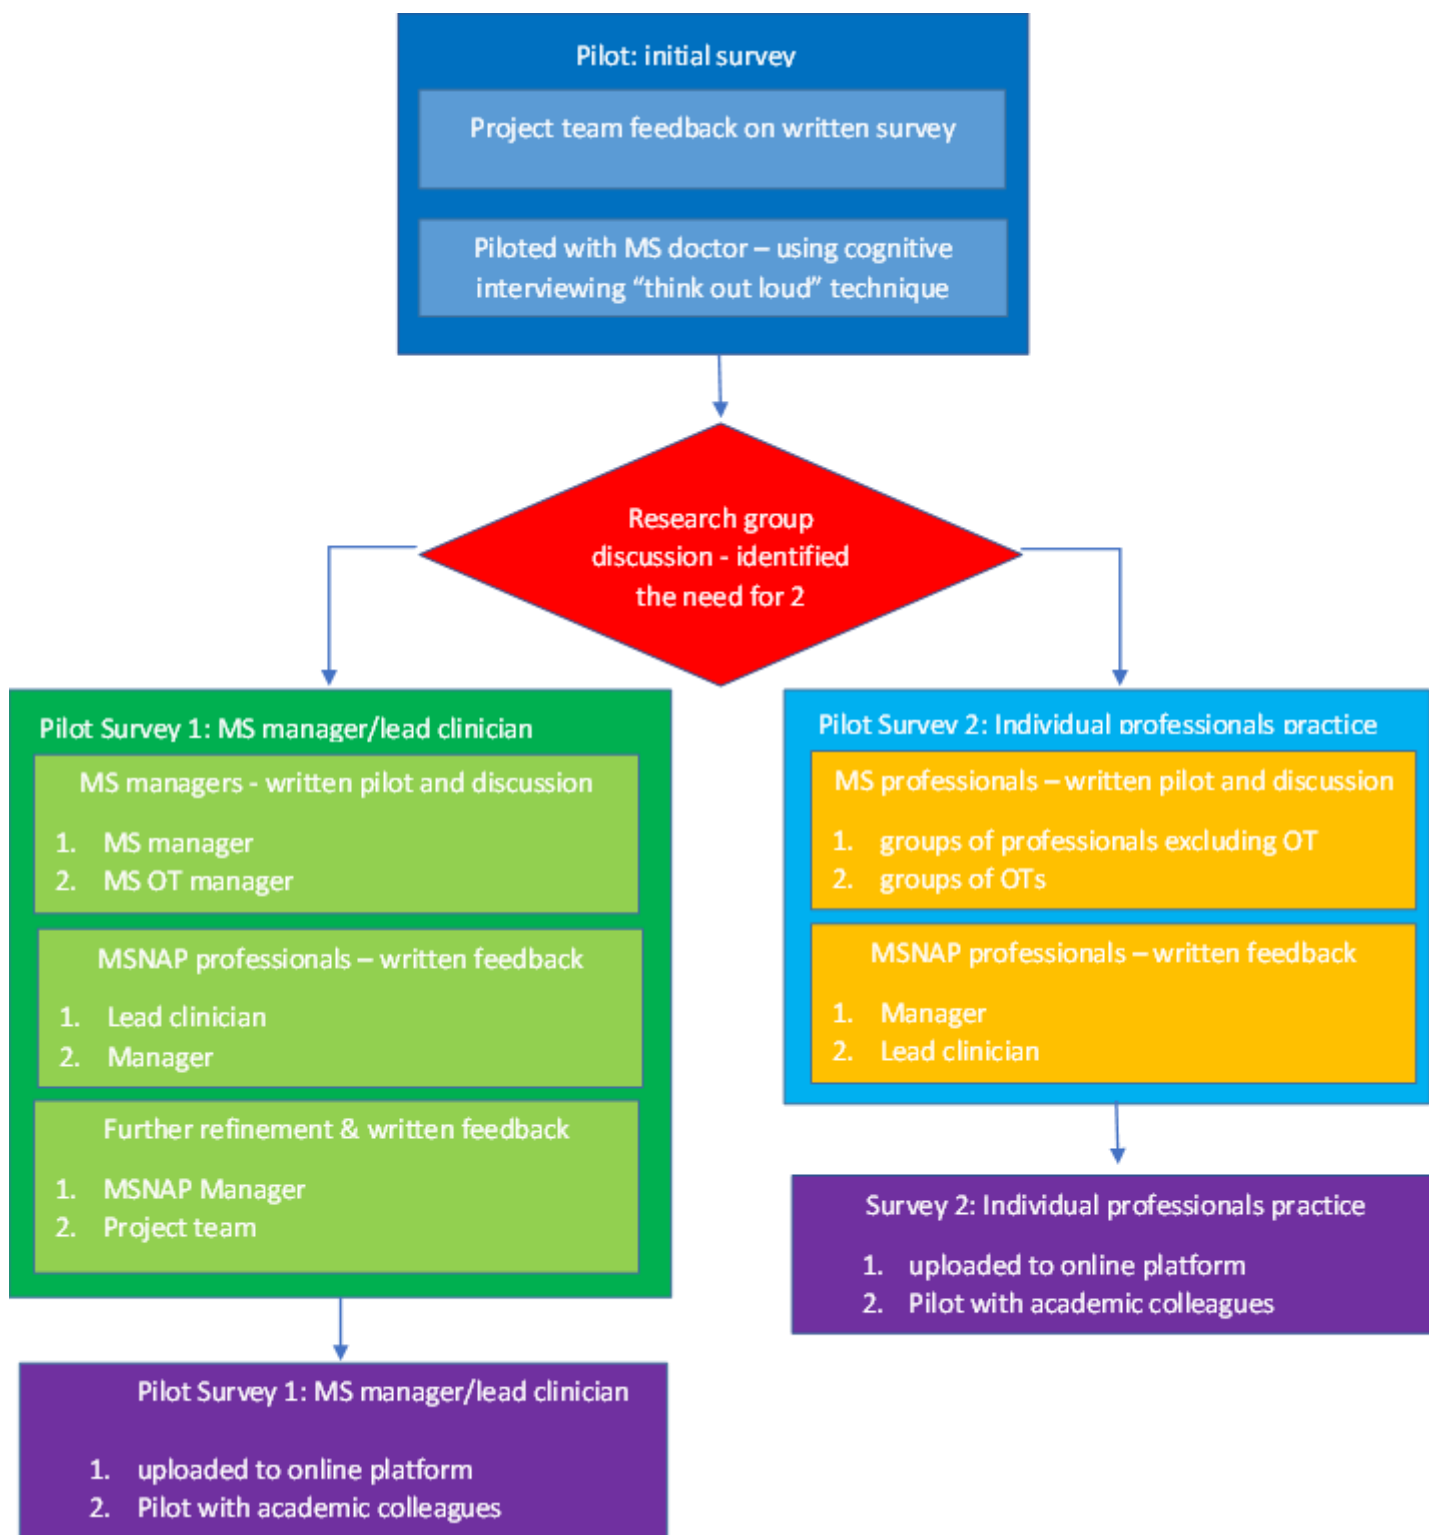 Pilot: initial survey
Project team feedback on written survey
Piloted with MS doctor – using cognitive
interviewing “think out loud” technique
Research group
discussion - identified
the need for 2
Pilot Survey 1: MS manager/lead clinician
MS managers - written pilot and discussion
1. MS manager
2. MS OT manager
MSNAP professionals – written feedback
1. Lead clinician
2. Manager
Further refinement & written feedback
1. MSNAP Manager
2. Project team
Pilot Survey 1: MS manager/lead clinician
1. uploaded to online platform
2. Pilot with academic colleagues
Pilot Survey 2: Individual professionals practice
MS professionals – written pilot and discussion
1. groups of professionals excluding OT
2. groups of OTs
MSNAP professionals – written feedback
1. Manager
2. Lead clinician
Survey 2: Individual professionals practice
1. uploaded to online platform
2. Pilot with academic colleagues